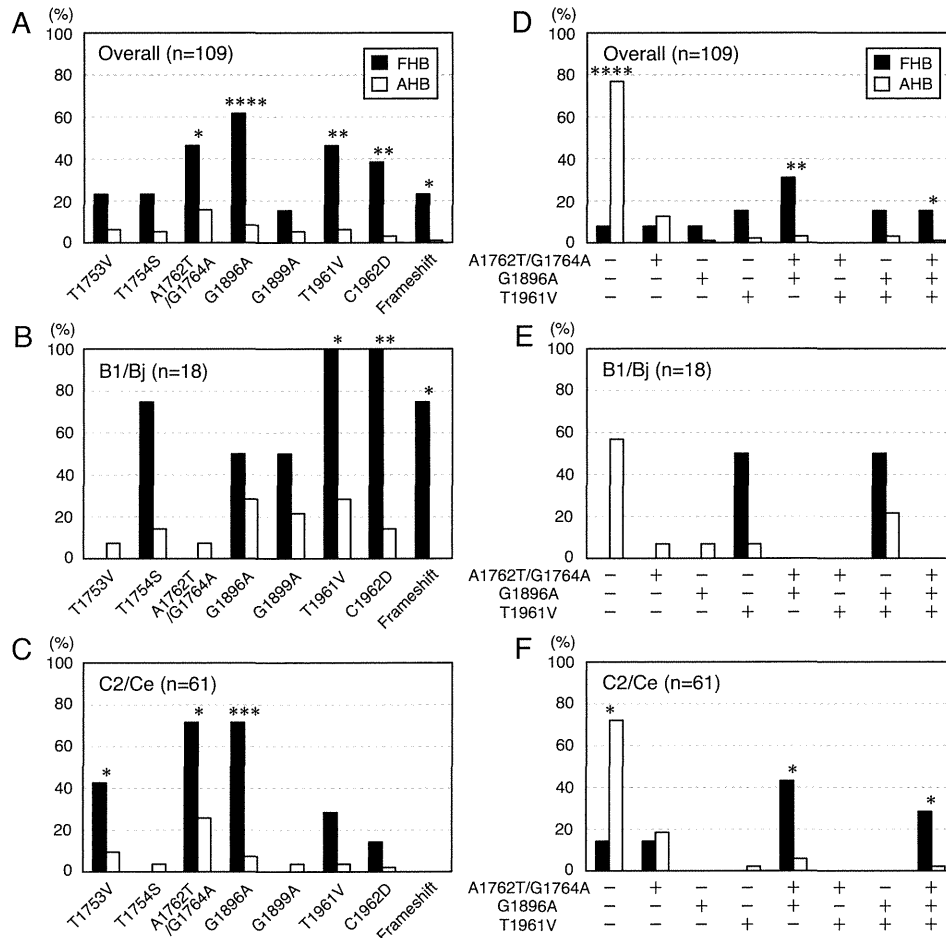 A
(%)
100
80
60
40
20
0
Overall (n=109)
FHB
AHB
*
****
**
**
*
T1753V
T1754S
A1762T
/G1764A
G1896A
G1899A
T1961V
C1962D
Frameshift
B
(%)
100
80
60
40
20
0
B1/Bj (n=18)
*
**
*
T1753V
T1754S
A1762T
/G1764A
G1896A
G1899A
T1961V
C1962D
Frameshift
C
(%)
100
80
60
40
20
0
C2/Ce (n=61)
*
*
***
T1753V
T1754S
A1762T
/G1764A
G1896A
G1899A
T1961V
C1962D
Frameshift
D
(%)
100
80
60
40
20
0
Overall (n=109)
FHB
AHB
****
**
*
A1762T/G1764A − + − − + + − +
G1896A − − + − + − + +
T1961V − − − + − + + +
E
(%)
100
80
60
40
20
0
B1/Bj (n=18)
A1762T/G1764A − + − − + + − +
G1896A − − + − + − + +
T1961V − − − + − + + +
F
(%)
100
80
60
40
20
0
C2/Ce (n=61)
*
*
*
A1762T/G1764A − + − − + + − +
G1896A − − + − + − + +
T1961V − − − + − + + +